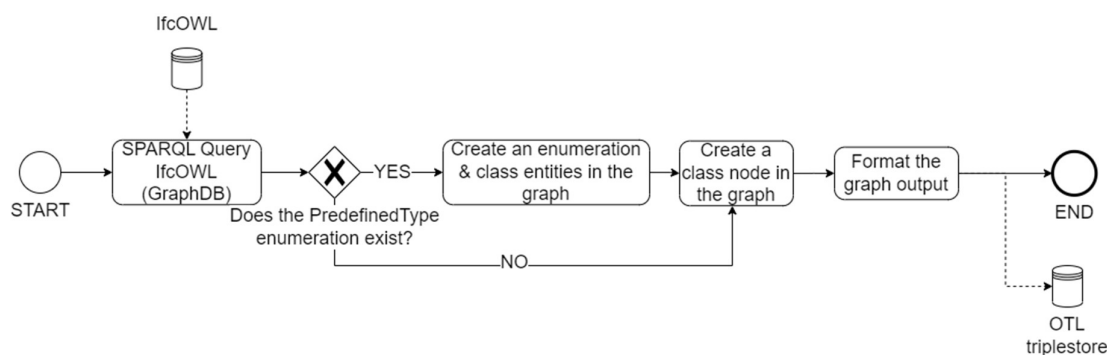 IfcOWL
START
SPARQL Query
IfcOWL
(GraphDB)
YES
Does the PredefinedType
enumeration exist?
NO
Create an enumeration
& class entities in the
graph
Create a
class node in
the graph
Format the
graph output
END
OTL
triplestore